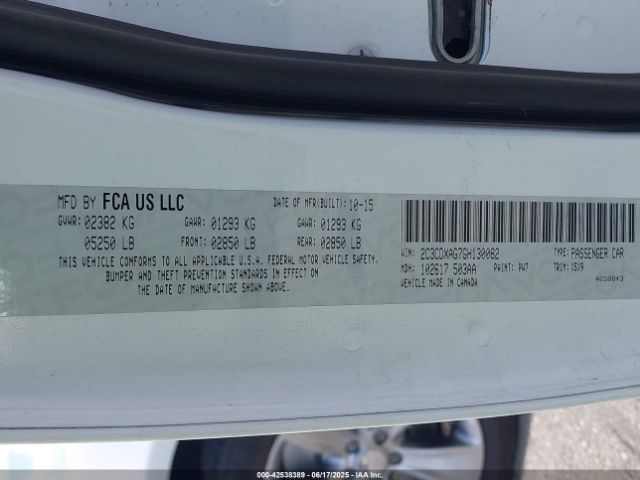 MFD BY FCA US LLC
DATE OF MFR(BUILT): 10-15
GVWR: 02382 KG GAWR: 01293 KG GAWR: 01293 KG
05250 LB FRONT: 02850 LB REAR: 02850 LB
THIS VEHICLE CONFORMS TO ALL APPLICABLE U.S.A. FEDERAL MOTOR VEHICLE SAFETY,
BUMPER AND THEFT PREVENTION STANDARDS IN EFFECT ON
THE DATE OF MANUFACTURE SHOWN ABOVE.
VIN: 2C3CDXAG7GH130082 TYPE: PASSENGER CAR
MDH: 102617 503AA PAINT: PW7 TRIM: X5X9
VEHICLE MADE IN CANADA 4658843
000-42538389 - 06/17/2025 - IAAI.com